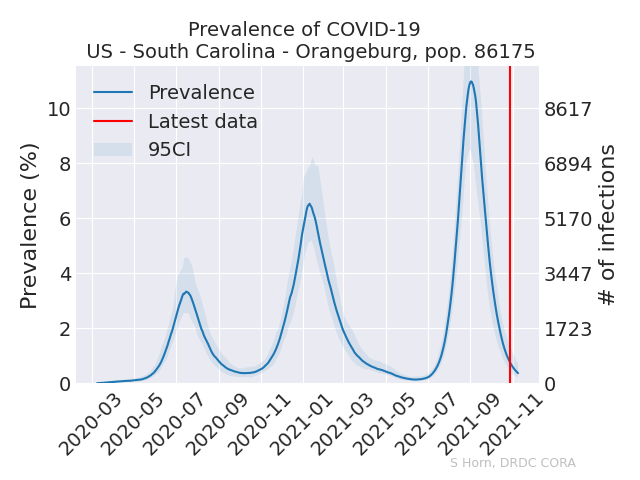 Prevalence of COVID-19
US - South Carolina - Orangeburg, pop. 86175
Prevalence (%)
10
8
6
4
2
0
Prevalence
Latest data
95CI
8617
6894
5170
3447
1723
0
# of infections
2020-03
2020-05
2020-07
2020-09
2020-11
2021-01
2021-03
2021-05
2021-07
2021-09
2021-11
S Horn, DRDC CORA